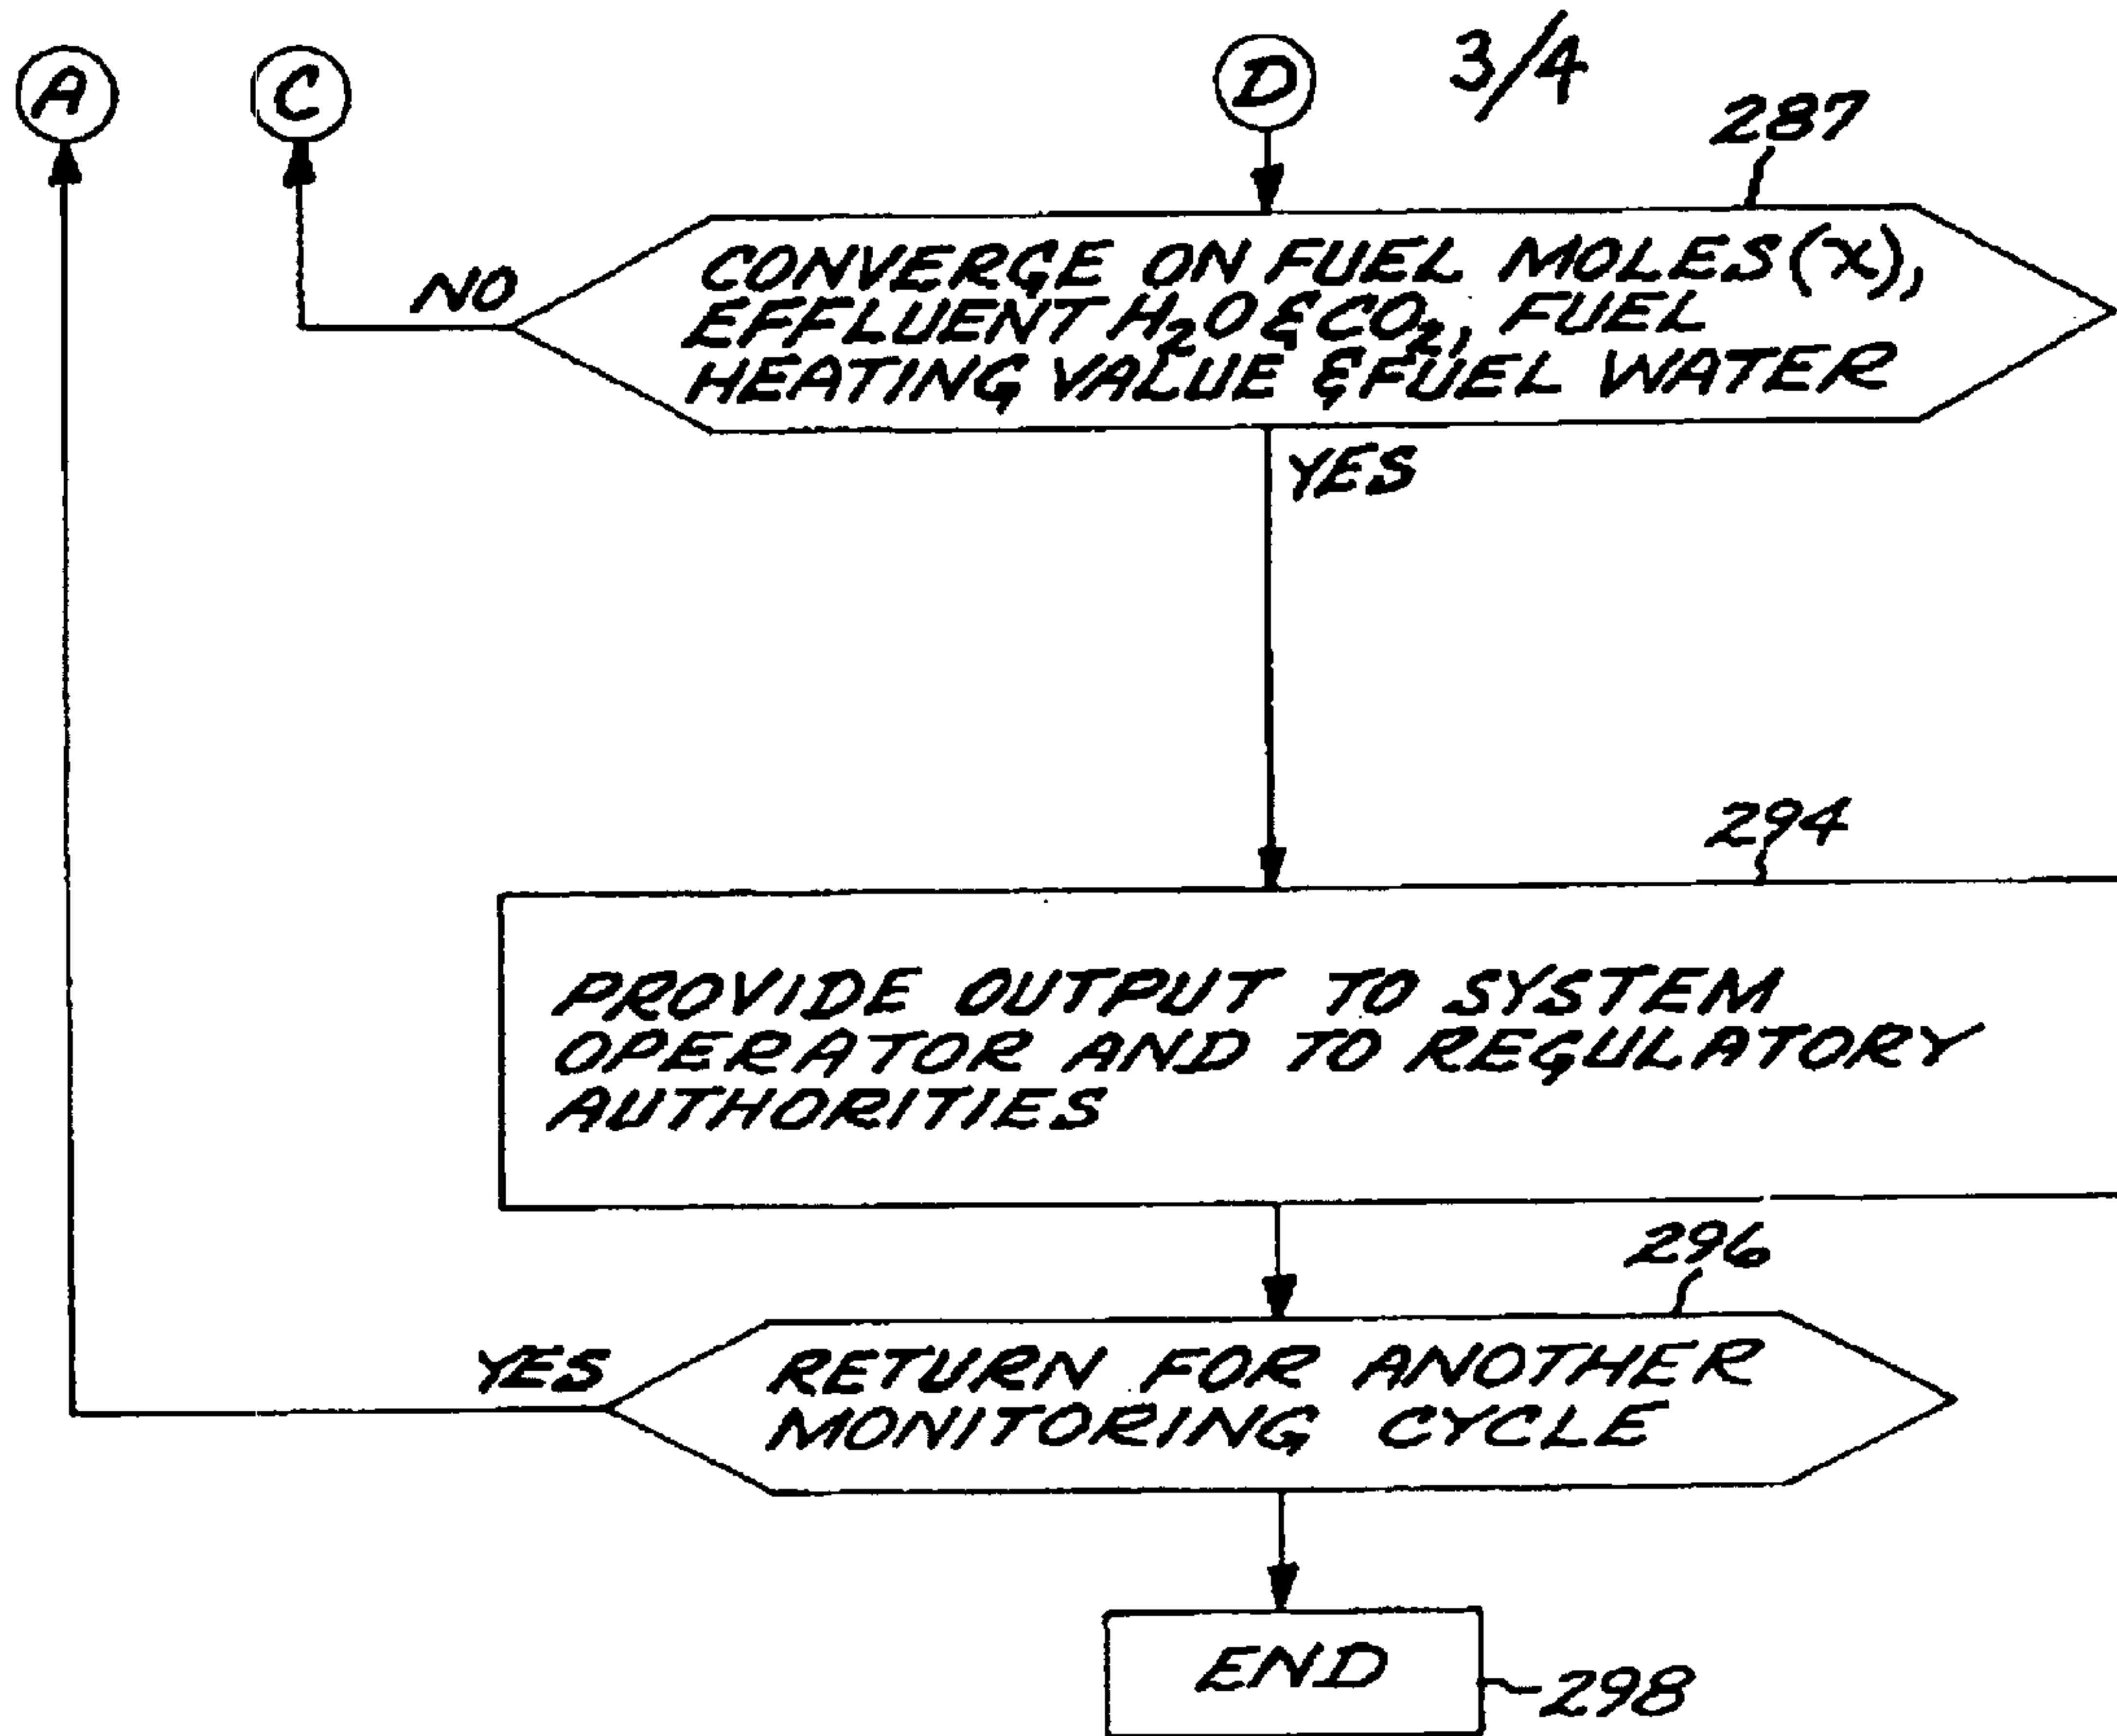 A
C
D
3/4
287
CONVERGE ON FUEL MOLES(X),
NO
EFFLUENT H₂O & CO₂, FUEL
HEATING VALUE & FUEL WATER
YES
294
PROVIDE OUTPUT TO SYSTEM
OPERATOR AND TO REGULATORY
AUTHORITIES
296
YES
RETURN FOR ANOTHER
MONITORING CYCLE
END
298